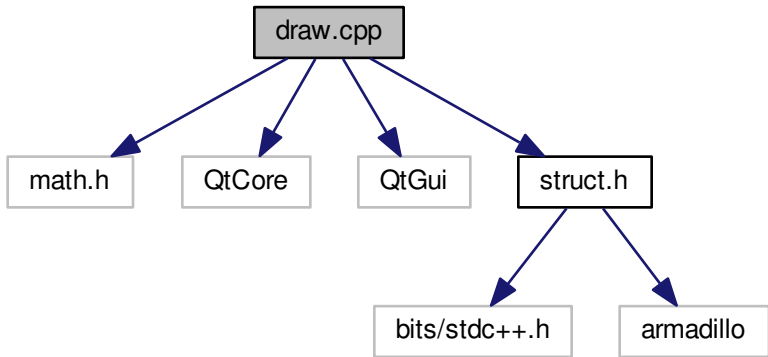 draw.cpp
math.h
QtCore
QtGui
struct.h
bits/stdc++.h
armadillo